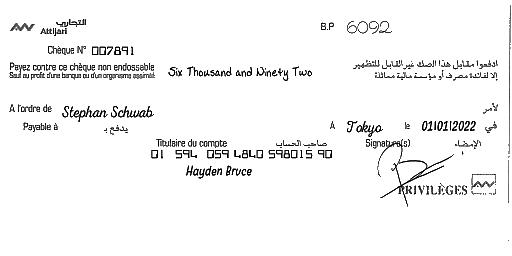 التجاري
Attijari
B.P 6092
Chèque N° 007891
Payez contre ce chèque non endossable
Sauf au profit d'une banque ou d'un organisme assimilé
Six Thousand and Ninety Two
ادفعوا مقابل هذا الصك غير القابل للتظهير
إلا لفائدة مصرف أو مؤسسة مالية مماثلة
A l'ordre de Stephan Schwab لأمر
Payable à يدفع بـ A Tokyo le 01/01/2022 في
Titulaire du compte صاحب الحساب Signature(s) الإمضاء
01 594 059 4840 598015 90
Hayden Bruce
PRIVILÈGES